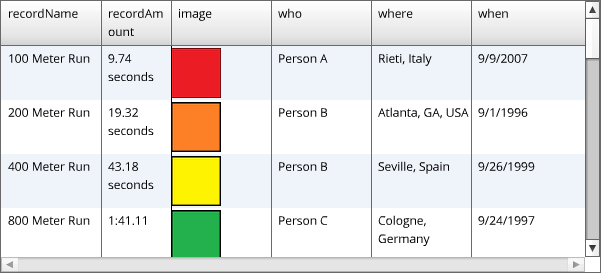 recordName recordAm
ount image who where when
100 Meter Run 9.74
seconds Person A Rieti, Italy 9/9/2007
200 Meter Run 19.32
seconds Person B Atlanta, GA, USA 9/1/1996
400 Meter Run 43.18
seconds Person B Seville, Spain 9/26/1999
800 Meter Run 1:41.11 Person C Cologne,
Germany 9/24/1997